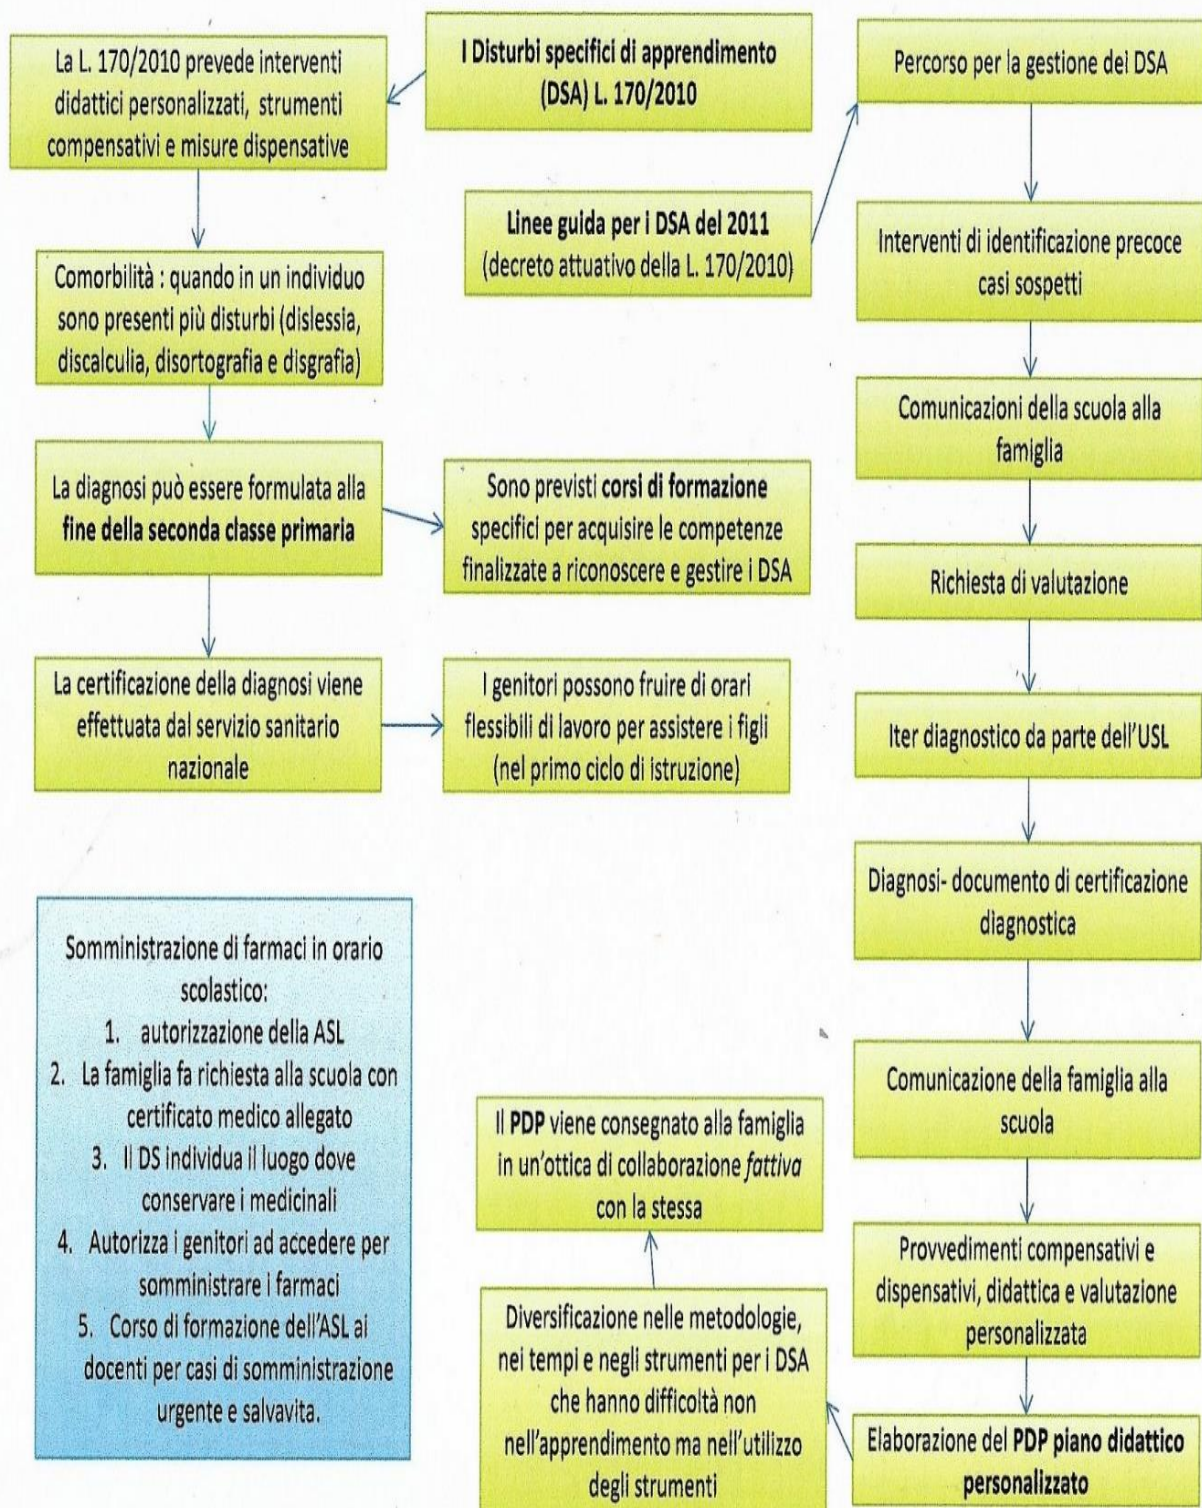 I Disturbi specifici di apprendimento
(DSA) L. 170/2010
La L. 170/2010 prevede interventi
didattici personalizzati, strumenti
compensativi e misure dispensative
Comorbilità : quando in un individuo
sono presenti più disturbi (dislessia,
discalculia, disortografia e disgrafia)
La diagnosi può essere formulata alla
fine della seconda classe primaria
Sono previsti corsi di formazione
specifici per acquisire le competenze
finalizzate a riconoscere e gestire i DSA
La certificazione della diagnosi viene
effettuata dal servizio sanitario
nazionale
I genitori possono fruire di orari
flessibili di lavoro per assistere i figli
(nel primo ciclo di istruzione)
Linee guida per i DSA del 2011
(decreto attuativo della L. 170/2010)
Percorso per la gestione dei DSA
Interventi di identificazione precoce
casi sospetti
Comunicazioni della scuola alla
famiglia
Richiesta di valutazione
Iter diagnostico da parte dell'USL
Diagnosi- documento di certificazione
diagnostica
Comunicazione della famiglia alla
scuola
Provvedimenti compensativi e
dispensativi, didattica e valutazione
personalizzata
Elaborazione del PDP piano didattico
personalizzato
Diversificazione nelle metodologie,
nei tempi e negli strumenti per i DSA
che hanno difficoltà non
nell'apprendimento ma nell'utilizzo
degli strumenti
Il PDP viene consegnato alla famiglia
in un'ottica di collaborazione fattiva
con la stessa
Somministrazione di farmaci in orario
scolastico:
1. autorizzazione della ASL
2. La famiglia fa richiesta alla scuola con
certificato medico allegato
3. Il DS individua il luogo dove
conservare i medicinali
4. Autorizza i genitori ad accedere per
somministrare i farmaci
5. Corso di formazione dell'ASL ai
docenti per casi di somministrazione
urgente e salvavita.